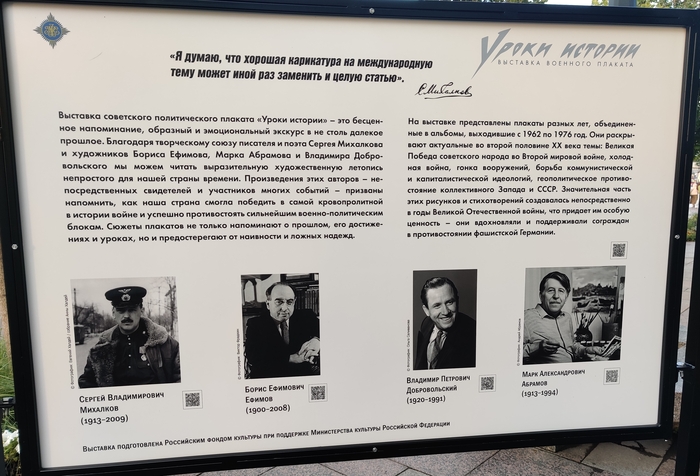 «Я думаю, что хорошая карикатура на международную
тему может иной раз заменить и целую статью».
С. Михалков
Уроки истории
ВЫСТАВКА ВОЕННОГО ПЛАКАТА
Выставка советского политического плаката «Уроки истории» – это бесцен-
ное напоминание, образный и эмоциональный экскурс в не столь далекое
прошлое. Благодаря творческому союзу писателя и поэта Сергея Михалкова
и художников Бориса Ефимова, Марка Абрамова и Владимира Добро-
вольского мы можем читать выразительную художественную летопись
непростого для нашей страны времени. Произведения этих авторов – не-
посредственных свидетелей и участников многих событий – призваны
напомнить, как наша страна смогла победить в самой кровопролитной
в истории войне и успешно противостоять сильнейшим военно-политическим
блокам. Сюжеты плакатов не только напоминают о прошлом, его достиже-
ниях и уроках, но и предостерегают от наивности и ложных надежд.
На выставке представлены плакаты разных лет, объединен-
ные в альбомы, выходившие с 1962 по 1976 год. Они раскры-
вают актуальные во второй половине XX века темы: Великая
Победа советского народа во Второй мировой войне, холод-
ная война, гонка вооружений, борьба коммунистической
и капиталистической идеологий, геополитическое противо-
стояние коллективного Запада и СССР. Значительная часть
этих рисунков и стихотворений создавалась непосредственно
в годы Великой Отечественной войны, что придает им особую
ценность – они вдохновляли и поддерживали сограждан
в противостоянии фашистской Германии.
Сергей Владимирович
Михалков
(1913–2009)
Борис Ефимович
Ефимов
(1900–2008)
Владимир Петрович
Добровольский
(1920–1991)
Марк Александрович
Абрамов
(1913–1994)
Выставка подготовлена Российским фондом культуры при поддержке Министерства культуры Российской Федерации